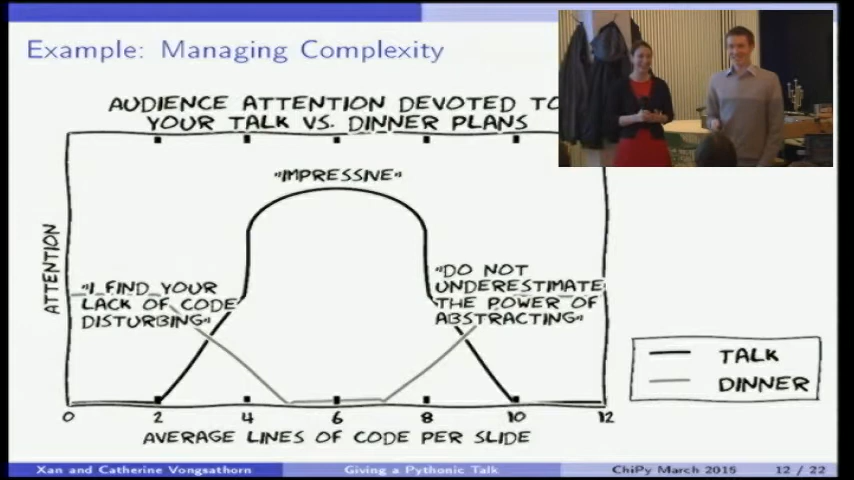 Example: Managing Complexity
AUDIENCE ATTENTION DEVOTED TO
YOUR TALK VS. DINNER PLANS
"IMPRESSIVE"
ATTENTION
"I FIND YOUR
LACK OF CODE
DISTURBING"
"DO NOT
UNDERESTIMATE
THE POWER OF
ABSTRACTING"
TALK
DINNER
0 2 4 6 8 10 12
AVERAGE LINES OF CODE PER SLIDE
Xan and Catherine Vongsathorn Giving a Pythonic Talk ChiPy March 2015 12 / 22